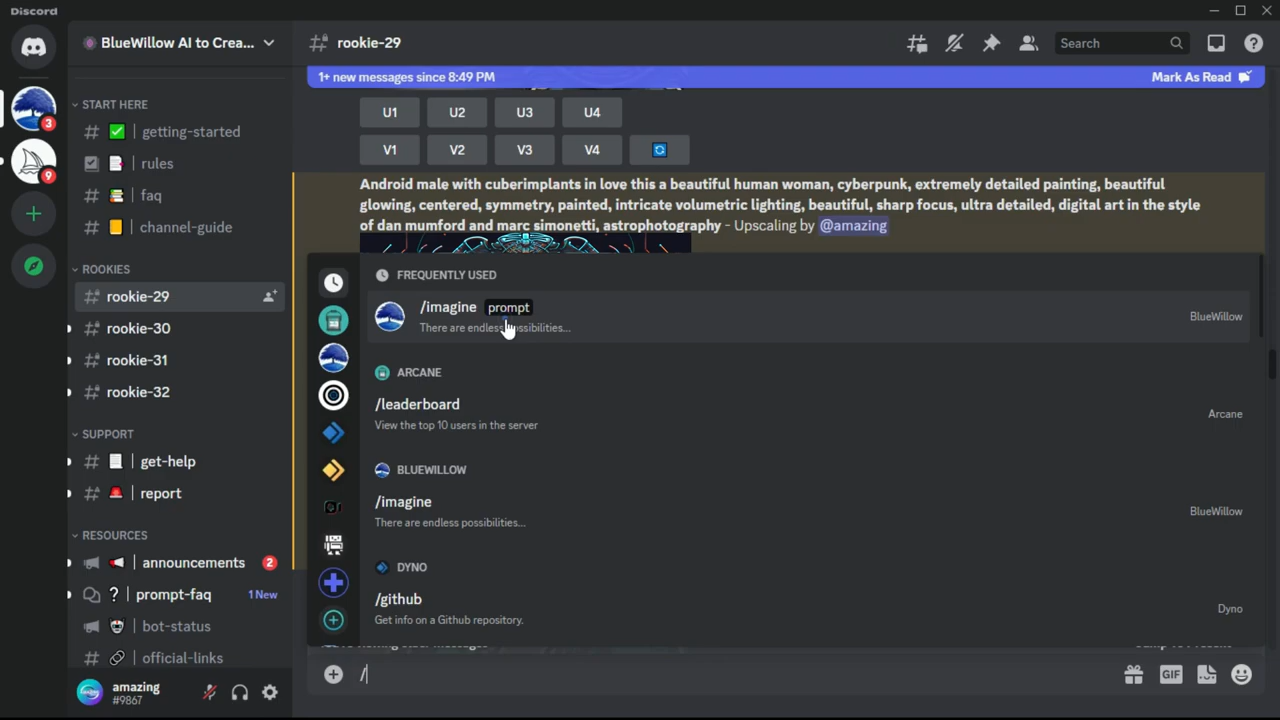 Discord
BlueWillow AI to Crea...
rookie-29
Search
1+ new messages since 8:49 PM
Mark As Read
3
9
START HERE
getting-started
rules
faq
channel-guide
ROOKIES
rookie-29
rookie-30
rookie-31
rookie-32
SUPPORT
get-help
report
RESOURCES
announcements 2
prompt-faq 1 New
bot-status
official-links
amazing
#9867
U1 U2 U3 U4
V1 V2 V3 V4
Android male with cuberimplants in love this a beautiful human woman, cyberpunk, extremely detailed painting, beautiful
glowing, centered, symmetry, painted, intricate volumetric lighting, beautiful, sharp focus, ultra detailed, digital art in the style
of dan mumford and marc simonetti, astrophotography - Upscaling by @amazing
FREQUENTLY USED
/imagine prompt
There are endless possibilities...
BlueWillow
ARCANE
/leaderboard
View the top 10 users in the server
Arcane
BLUEWILLOW
/imagine
There are endless possibilities...
BlueWillow
DYNO
/github
Get info on a Github repository.
Dyno
/
GIF